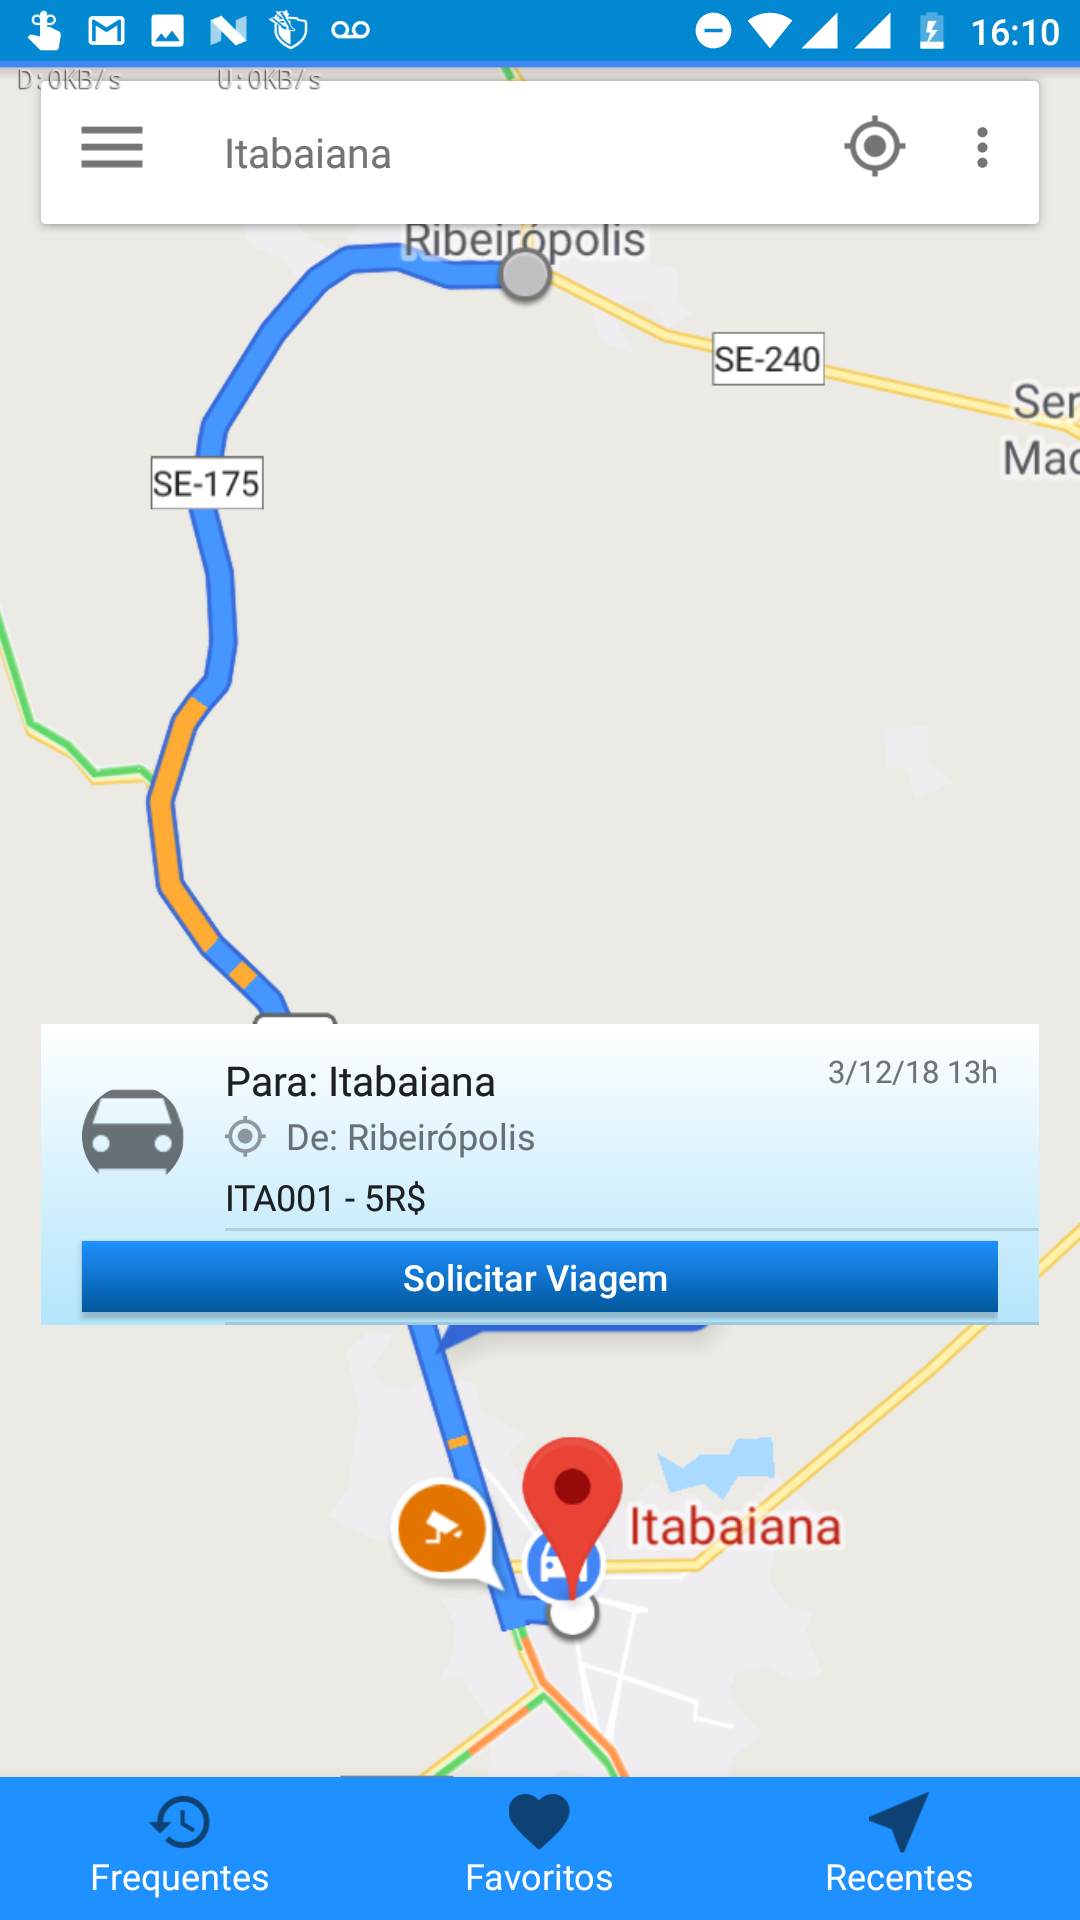 16:10
D:0KB/s U:0KB/s
Itabaiana
Ribeirópolis
SE-240
Ser
Mac
SE-175
Para: Itabaiana
3/12/18 13h
De: Ribeirópolis
ITA001 - 5R$
Solicitar Viagem
Itabaiana
Frequentes
Favoritos
Recentes